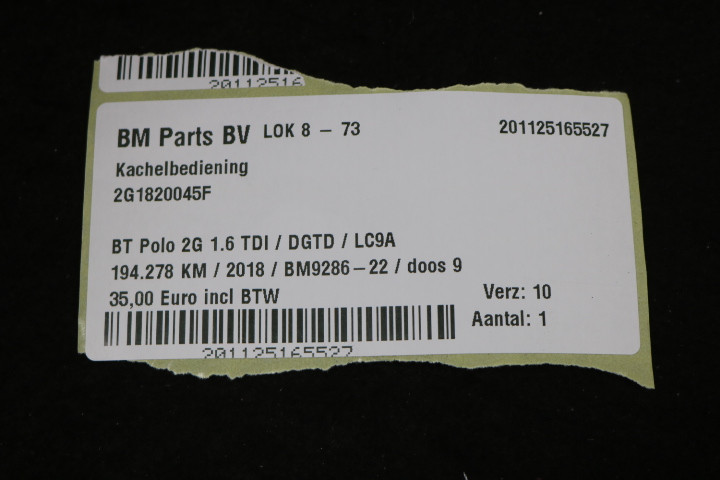 20112516
BM Parts BV LOK 8 - 73 201125165527
Kachelbediening
2G1820045F
BT Polo 2G 1.6 TDI / DGTD / LC9A
194.278 KM / 2018 / BM9286-22 / doos 9
35,00 Euro incl BTW Verz: 10
Aantal: 1
201125165527